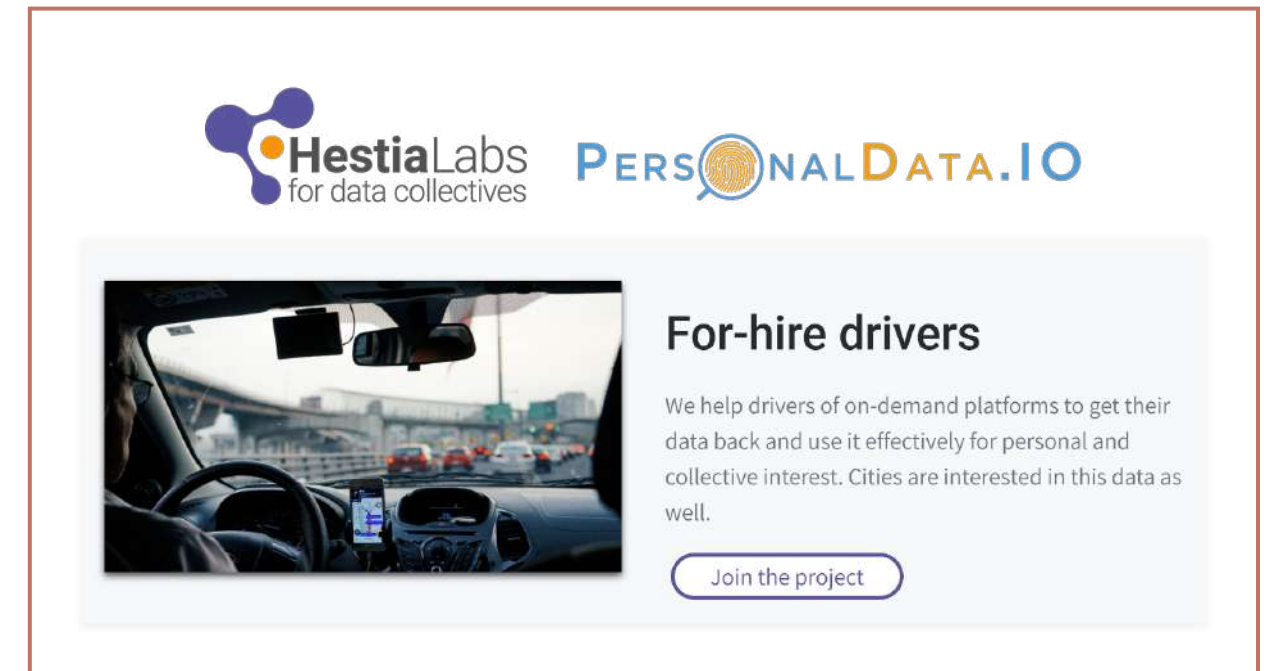 HestiaLabs
for data collectives
PERSONALDATA.IO
For-hire drivers
We help drivers of on-demand platforms to get their
data back and use it effectively for personal and
collective interest. Cities are interested in this data as
well.
Join the project